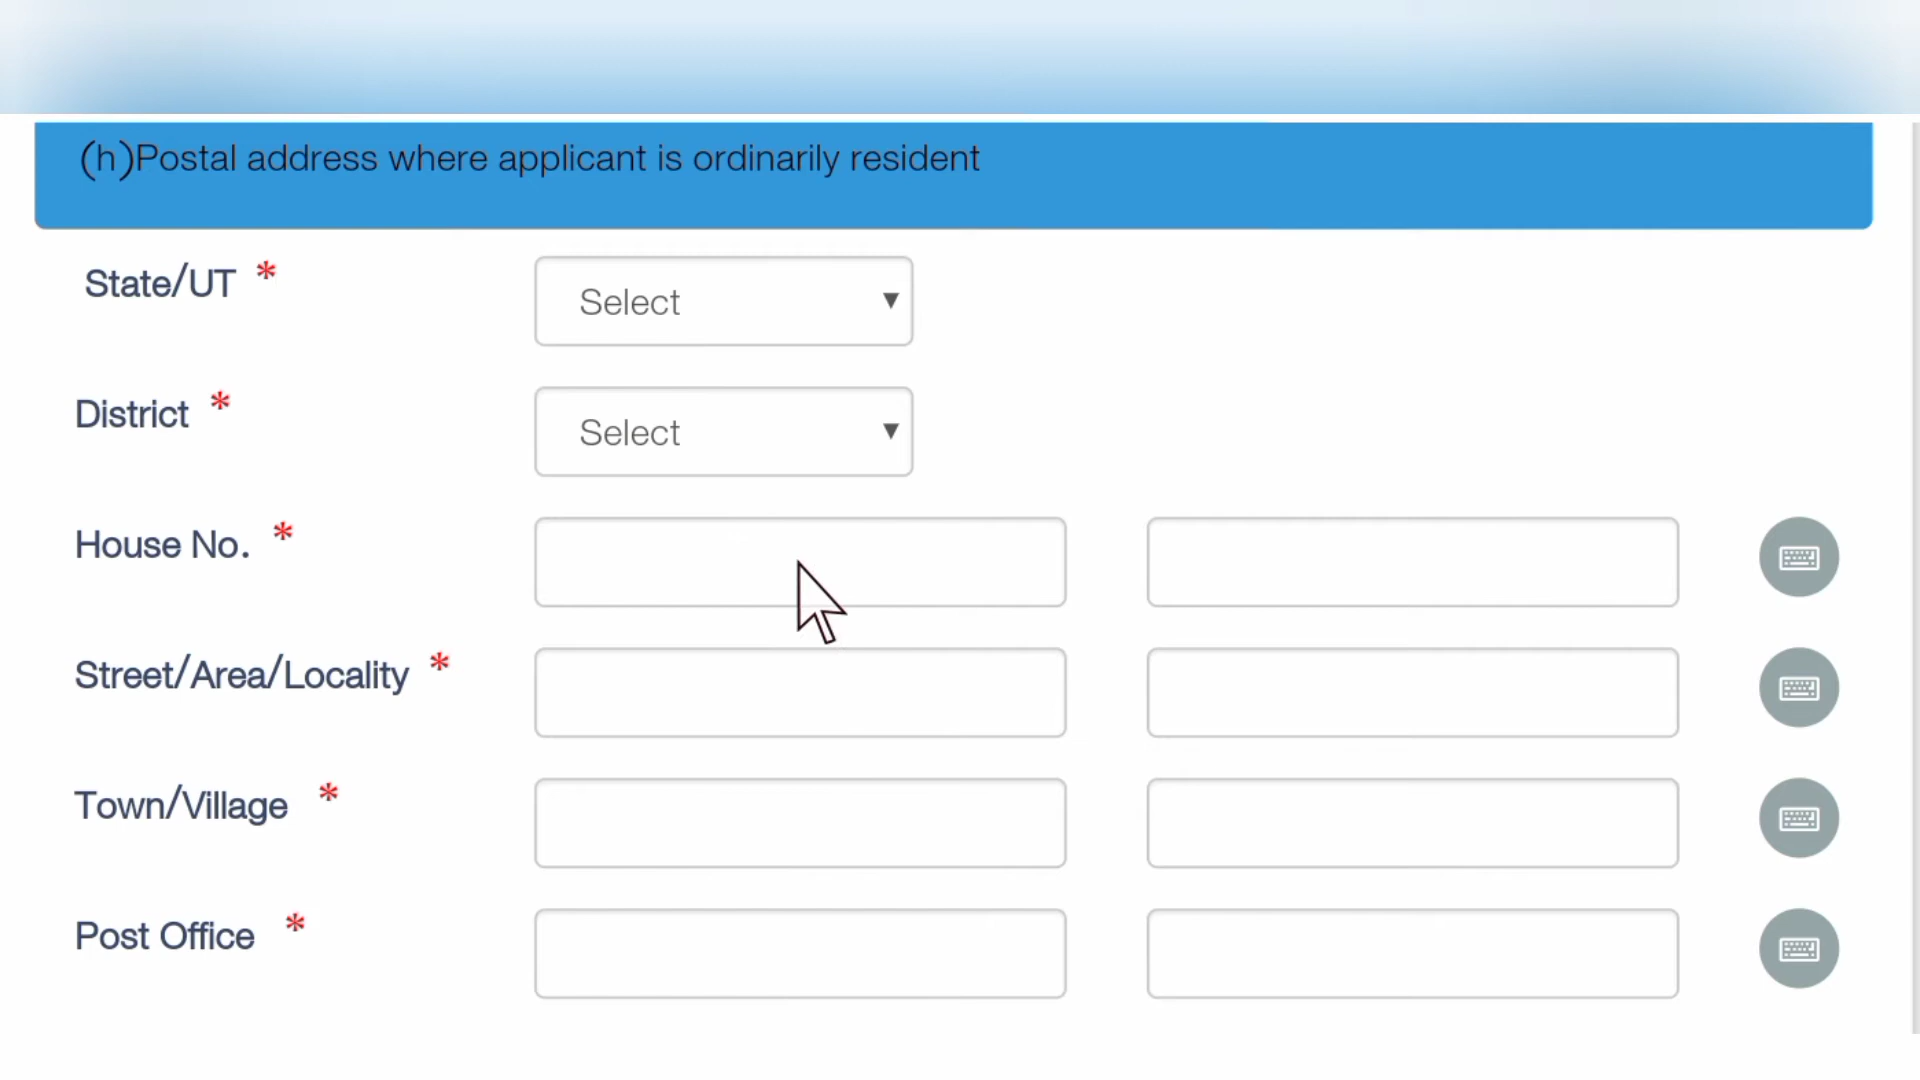 (h)Postal address where applicant is ordinarily resident
State/UT * Select ▼
District * Select ▼
House No. *
Street/Area/Locality *
Town/Village *
Post Office *